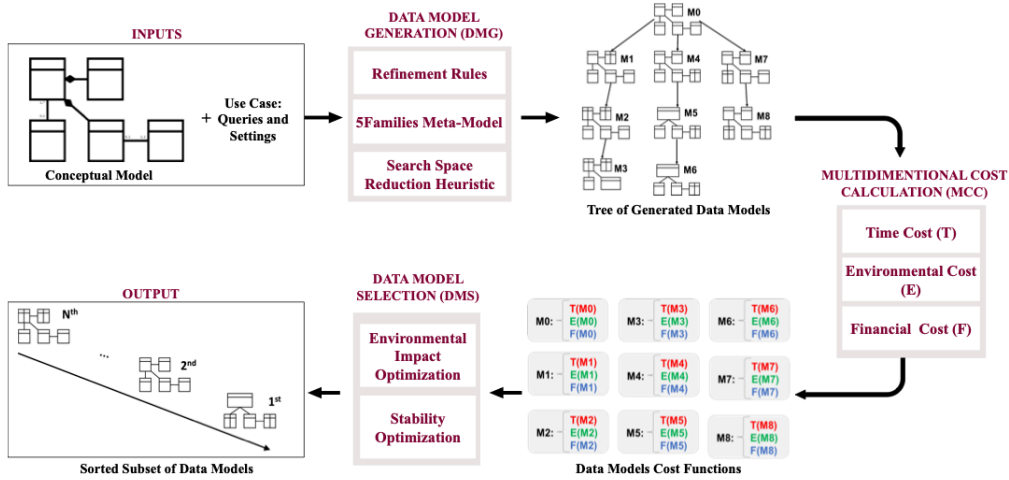 INPUTS
Conceptual Model
+
Use Case:
Queries and
Settings
DATA MODEL
GENERATION (DMG)
Refinement Rules
5Families Meta-Model
Search Space
Reduction Heuristic
M0
M1
M4
M7
M2
M5
M8
M3
M6
Tree of Generated Data Models
MULTIDIMENTIONAL COST
CALCULATION (MCC)
Time Cost (T)
Environmental Cost
(E)
Financial Cost (F)
M0:
T(M0)
E(M0)
F(M0)
M3:
T(M3)
E(M3)
F(M3)
M6:
T(M6)
E(M6)
F(M6)
M1:
T(M1)
E(M1)
F(M1)
M4:
T(M4)
E(M4)
F(M4)
M7:
T(M7)
E(M7)
F(M7)
M2:
T(M2)
E(M2)
F(M2)
M5:
T(M5)
E(M5)
F(M5)
M8:
T(M8)
E(M8)
F(M8)
Data Models Cost Functions
DATA MODEL
SELECTION (DMS)
Environmental
Impact
Optimization
Stability
Optimization
OUTPUT
Nth
...
2nd
1st
Sorted Subset of Data Models